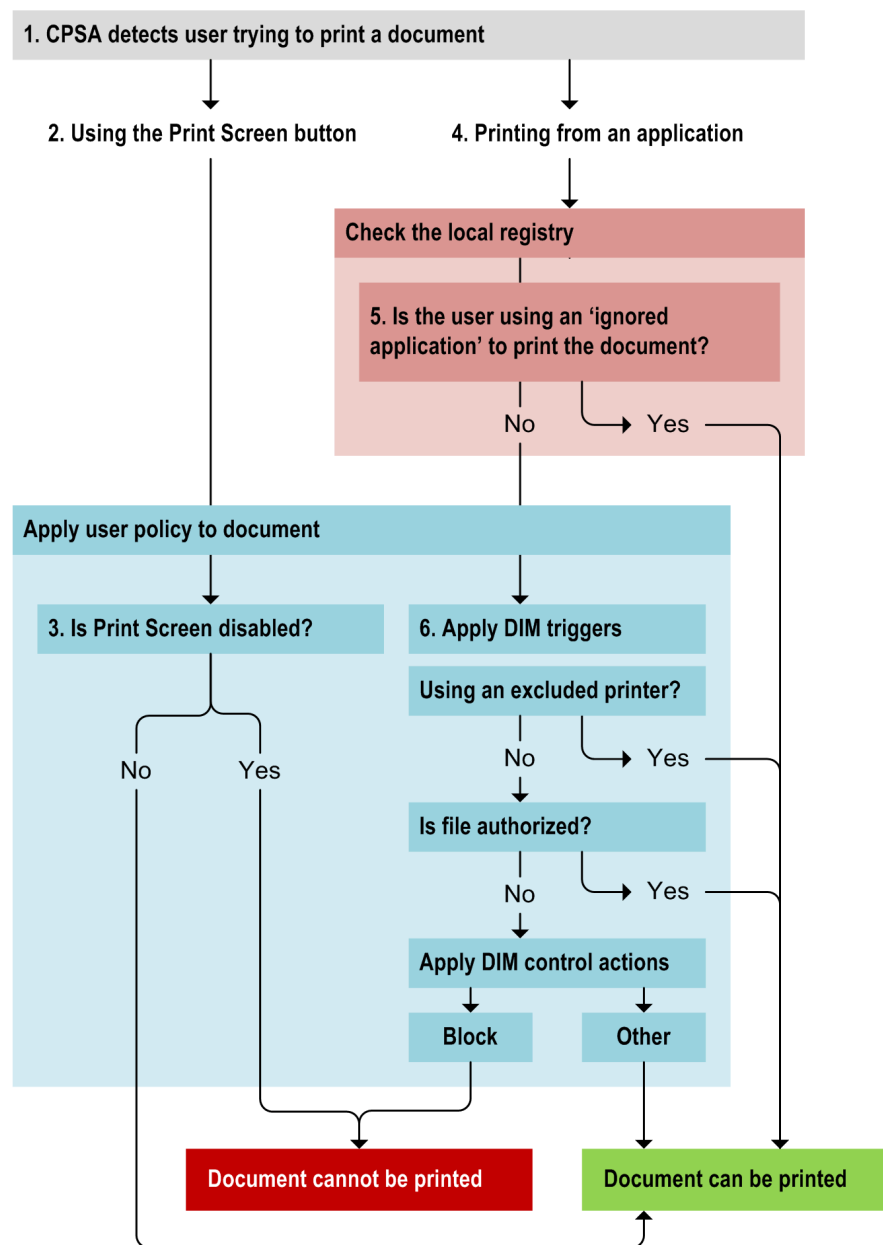 1. CPSA detects user trying to print a document
2. Using the Print Screen button
4. Printing from an application
Check the local registry
5. Is the user using an ‘ignored
application’ to print the document?
No
Yes
Apply user policy to document
3. Is Print Screen disabled?
6. Apply DIM triggers
Using an excluded printer?
No
Yes
No
Yes
Is file authorized?
No
Yes
Apply DIM control actions
Block
Other
Document cannot be printed
Document can be printed